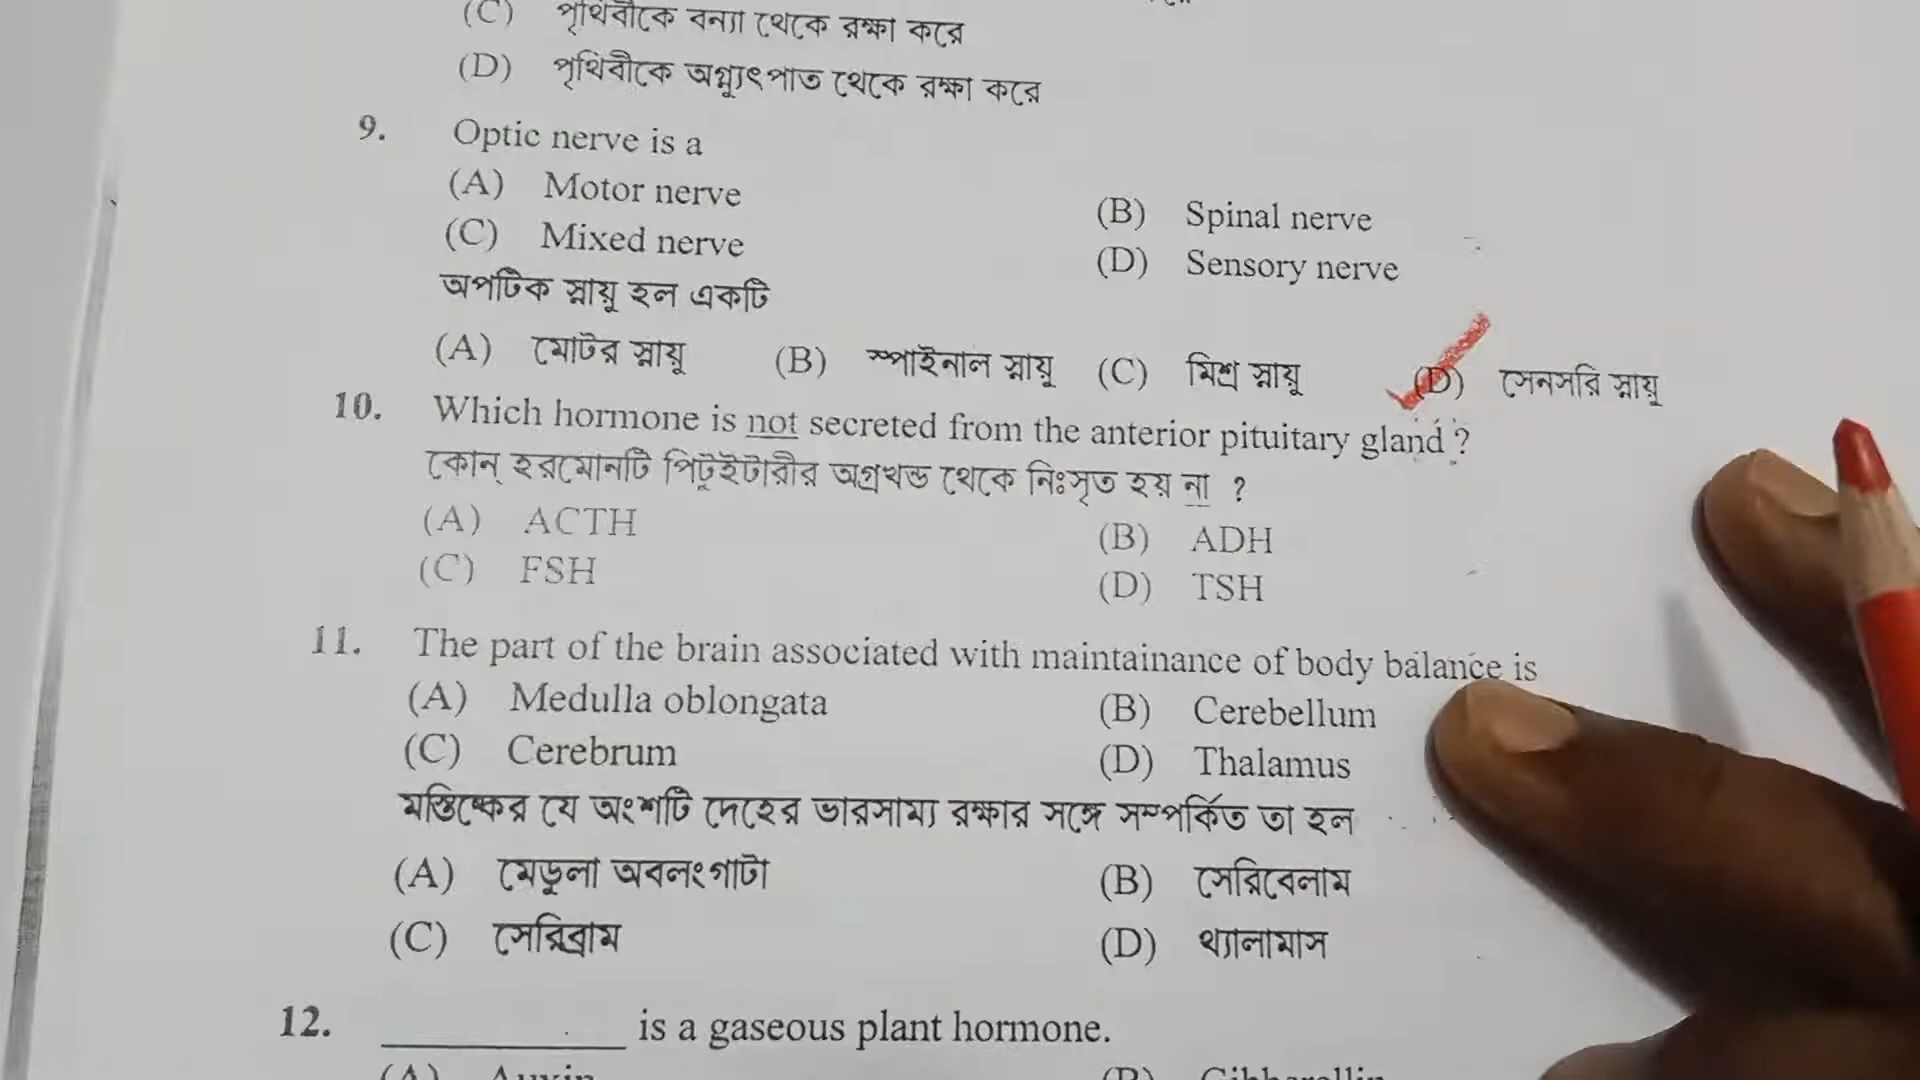 (C) পৃথিবীকে বন্যা থেকে রক্ষা করে
(D) পৃথিবীকে অগ্ন্যুৎপাত থেকে রক্ষা করে
9. Optic nerve is a
(A) Motor nerve (B) Spinal nerve
(C) Mixed nerve (D) Sensory nerve
অপটিক স্নায়ু হল একটি
(A) মোটর স্নায়ু (B) স্পাইনাল স্নায়ু (C) মিশ্র স্নায়ু (D) সেনসরি স্নায়ু
10. Which hormone is not secreted from the anterior pituitary gland ?
কোন্ হরমোনটি পিটুইটারীর অগ্রখন্ড থেকে নিঃসৃত হয় না ?
(A) ACTH (B) ADH
(C) FSH (D) TSH
11. The part of the brain associated with maintainance of body balance is
(A) Medulla oblongata (B) Cerebellum
(C) Cerebrum (D) Thalamus
মস্তিষ্কের যে অংশটি দেহের ভারসাম্য রক্ষার সঙ্গে সম্পর্কিত তা হল
(A) মেডুলা অবলংগাটা (B) সেরিবেলাম
(C) সেরিব্রাম (D) থ্যালামাস
12. ____________ is a gaseous plant hormone.
(A) Auxin (B) Gibberellin